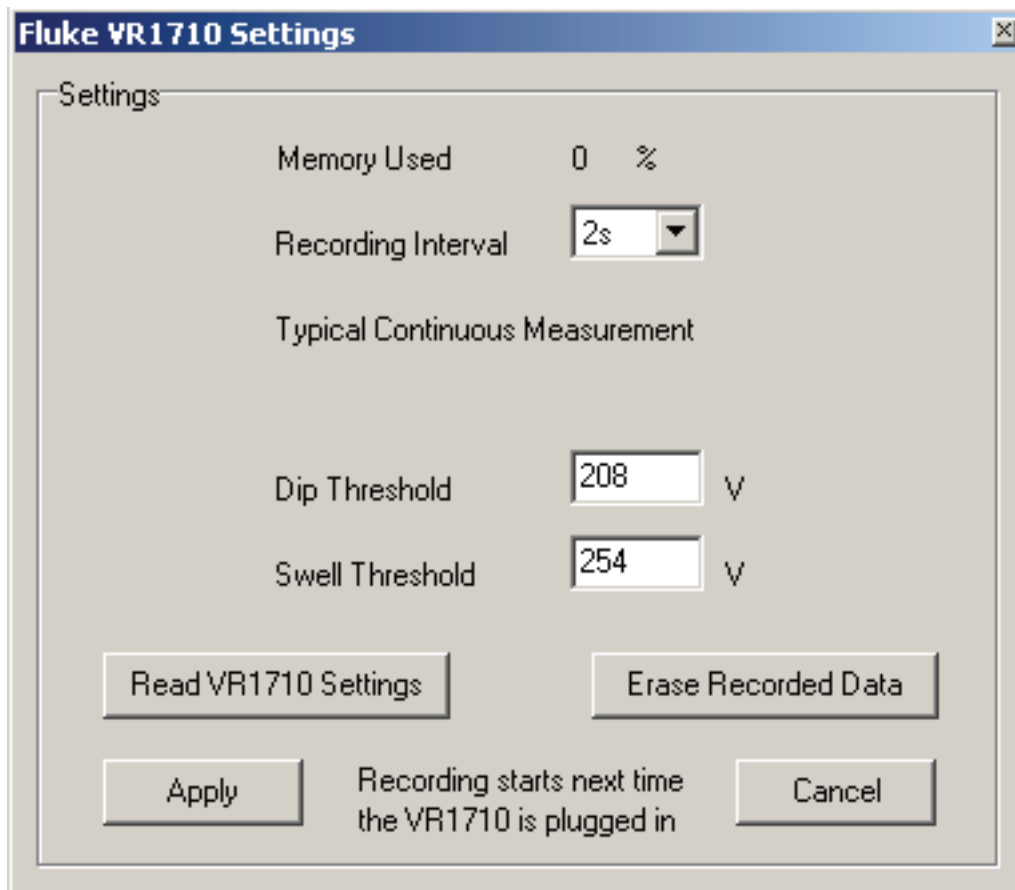 Fluke VR1710 Settings
Settings
Memory Used 0 %
Recording Interval 2s
Typical Continuous Measurement
Dip Threshold 208 V
Swell Threshold 254 V
Read VR1710 Settings Erase Recorded Data
Apply Recording starts next time Cancel
the VR1710 is plugged in